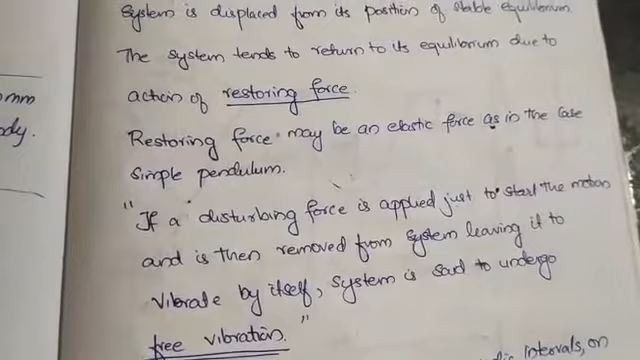 system is displaced from its position of stable equilibrium.
The system tends to return to its equilibrium due to
action of restoring force.
Restoring force may be an elastic force as in the case
simple pendulum.
"If a disturbing force is applied just to start the motion
and is then removed from system leaving it to
vibrate by itself, system is said to undergo
free vibration."
intervals, on
omm
ody.